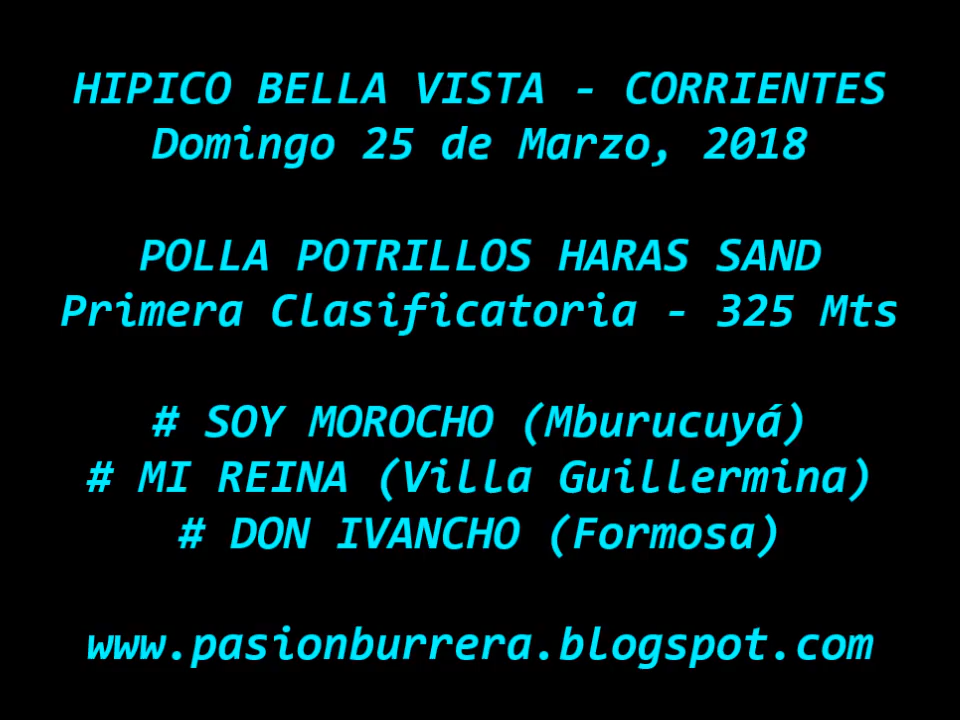 HIPICO BELLA VISTA - CORRIENTES
Domingo 25 de Marzo, 2018
POLLA POTRILLOS HARAS SAND
Primera Clasificatoria - 325 Mts
# SOY MOROCHO (Mburucuyá)
# MI REINA (Villa Guillermina)
# DON IVANCHO (Formosa)
www.pasionburrera.blogspot.com